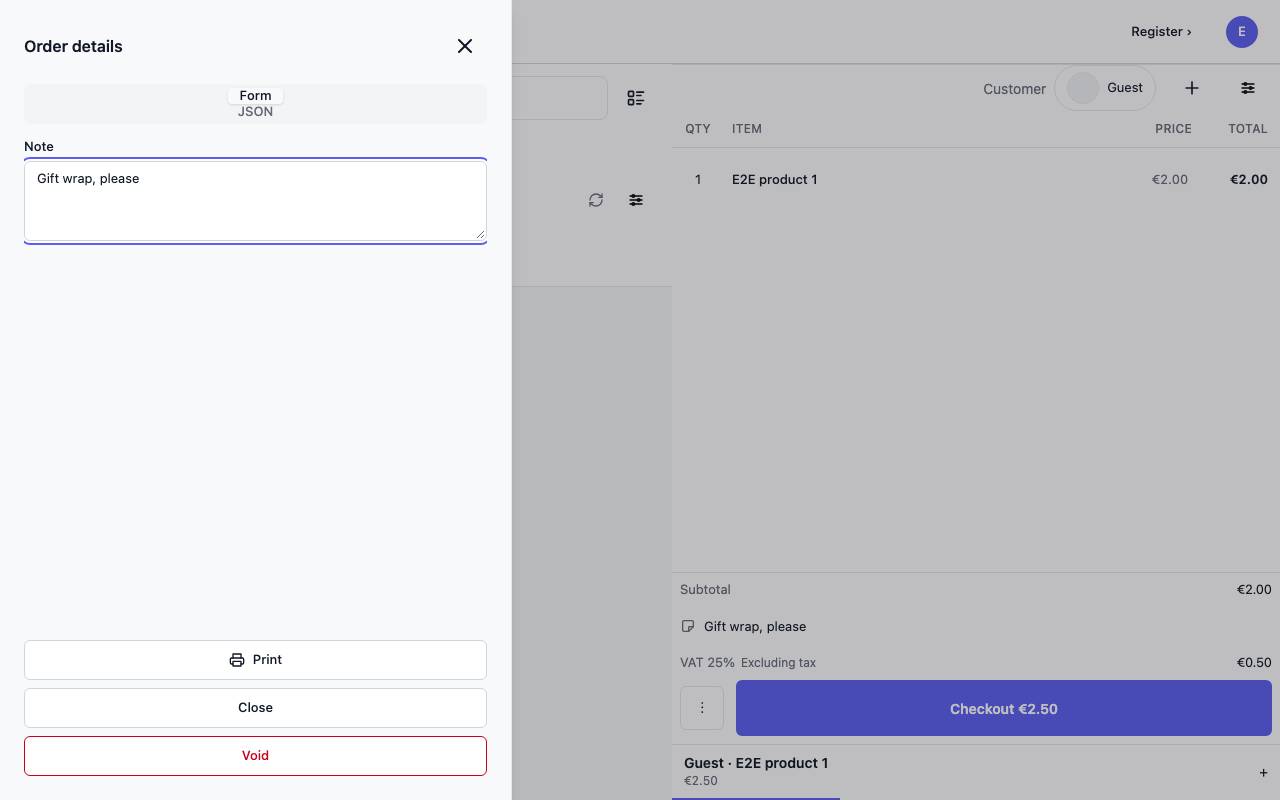 Order details
Form
JSON
Note
Gift wrap, please
Print
Close
Void
Register ›
E
Customer
Guest
QTY ITEM PRICE TOTAL
1 E2E product 1 €2.00 €2.00
Subtotal €2.00
Gift wrap, please
VAT 25% Excluding tax €0.50
Checkout €2.50
Guest · E2E product 1
€2.50
+